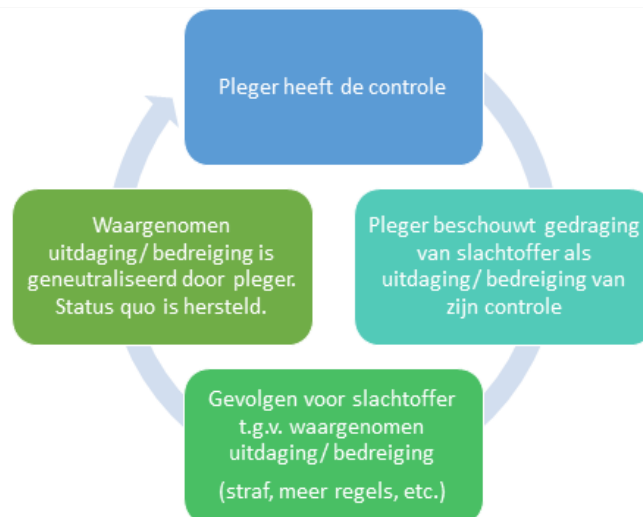 Pleger heeft de controle
Pleger beschouwt gedraging
van slachtoffer als
uitdaging/ bedreiging van
zijn controle
Gevolgen voor slachtoffer
t.g.v. waargenomen
uitdaging/ bedreiging
(straf, meer regels, etc.)
Waargenomen
uitdaging/ bedreiging is
geneutraliseerd door pleger.
Status quo is hersteld.